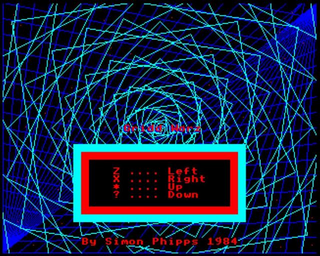 Gridd Wars
Z .... Left
X .... Right
* .... Up
? .... Down
By Simon Phipps 1984